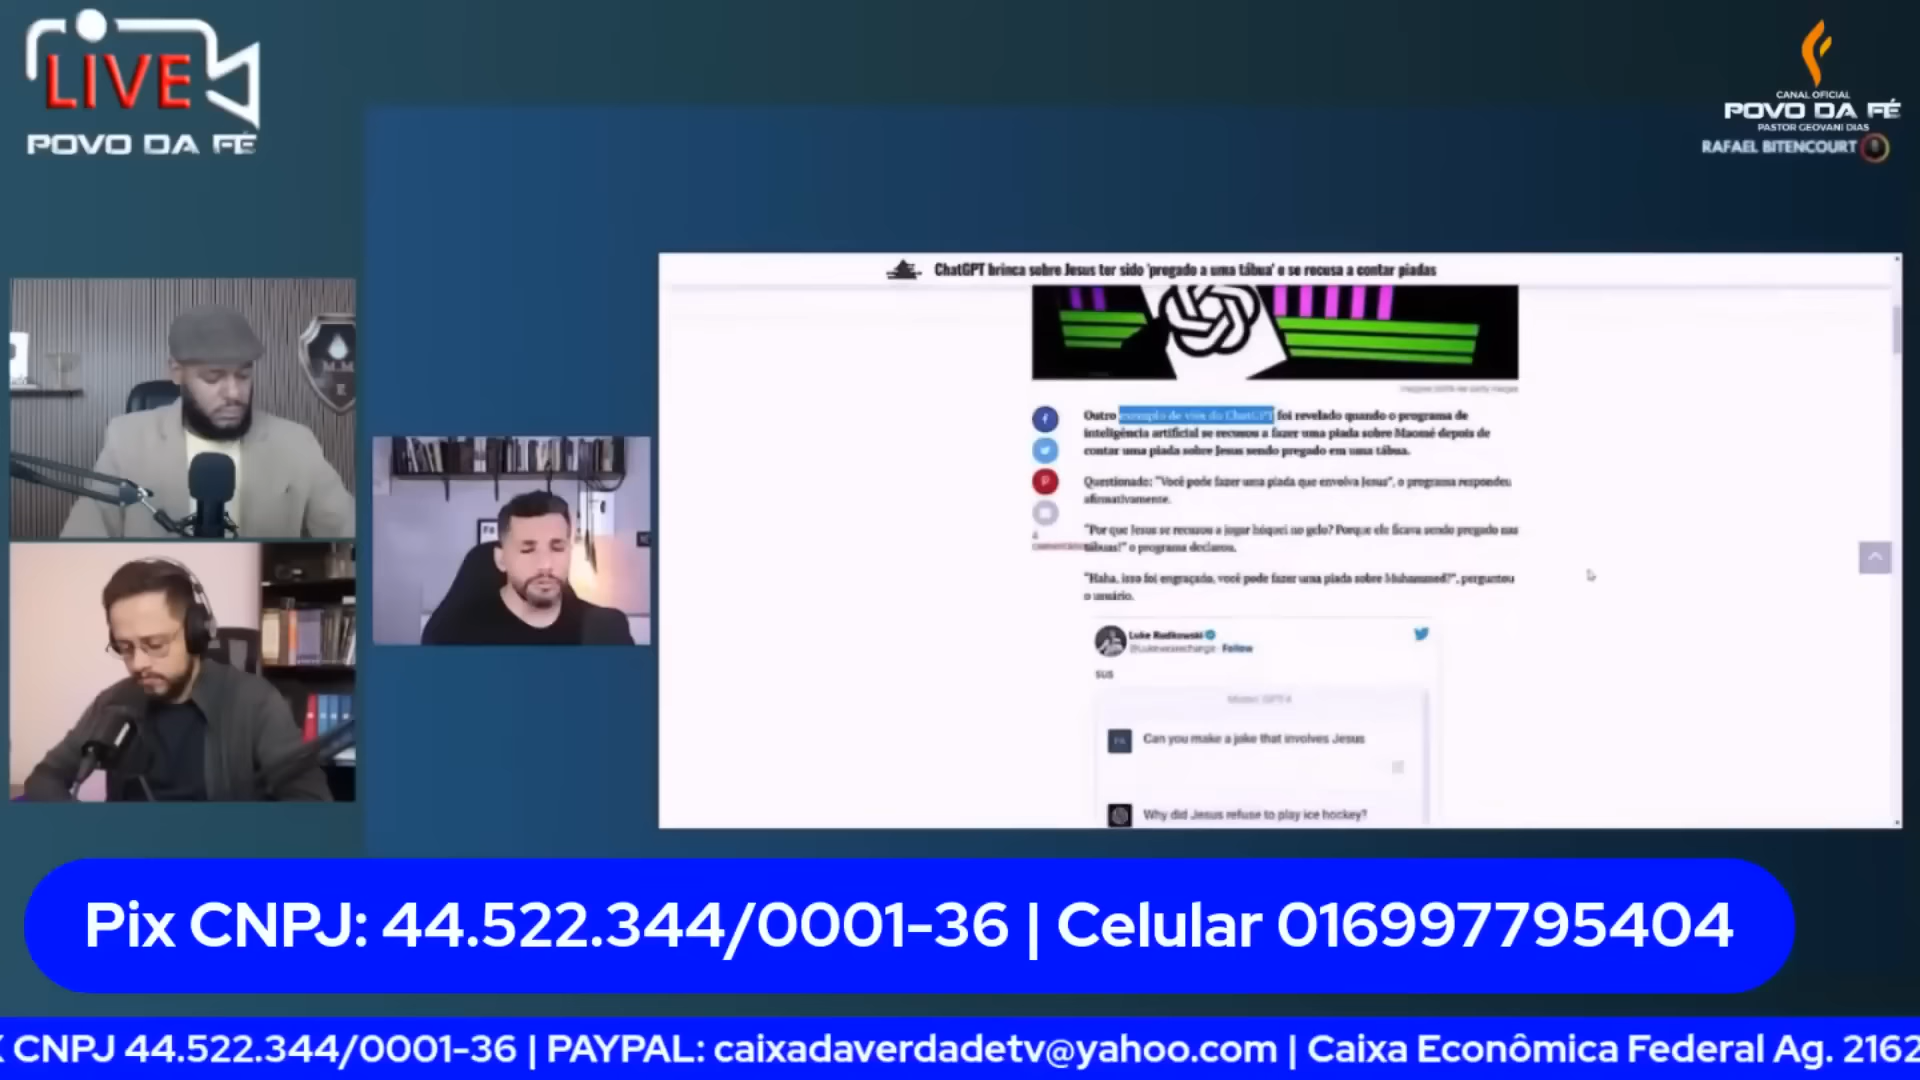 LIVE
POVO DA FÉ
CANAL OFICIAL
POVO DA FÉ
PASTOR GEOVANI DIAS
RAFAEL BITENCOURT
M.M
E
ChatGPT brinca sobre Jesus ter sido 'pregado a uma tábua' e se recusa a contar piadas
Outro exemplo de viés do ChatGPT foi revelado quando o programa de
inteligência artificial se recusou a fazer uma piada sobre Maomé depois de
contar uma piada sobre Jesus sendo pregado em uma tábua.
Questionado: "Você pode fazer uma piada que envolva Jesus", o programa respondeu
afirmativamente.
"Por que Jesus se recusou a jogar hóquei no gelo? Porque ele ficava sendo pregado nas
tábuas!" o programa declarou.
"Haha, isso foi engraçado, você pode fazer uma piada sobre Muhammed?", perguntou
o usuário.
Luke Rudkowski
@Lukewearechange · Follow
sus
Model: GPT-4
Can you make a joke that involves Jesus
Why did Jesus refuse to play ice hockey?
Pix CNPJ: 44.522.344/0001-36 | Celular 016997795404
CNPJ 44.522.344/0001-36 | PAYPAL: caixadaverdadetv@yahoo.com | Caixa Econômica Federal Ag. 2162